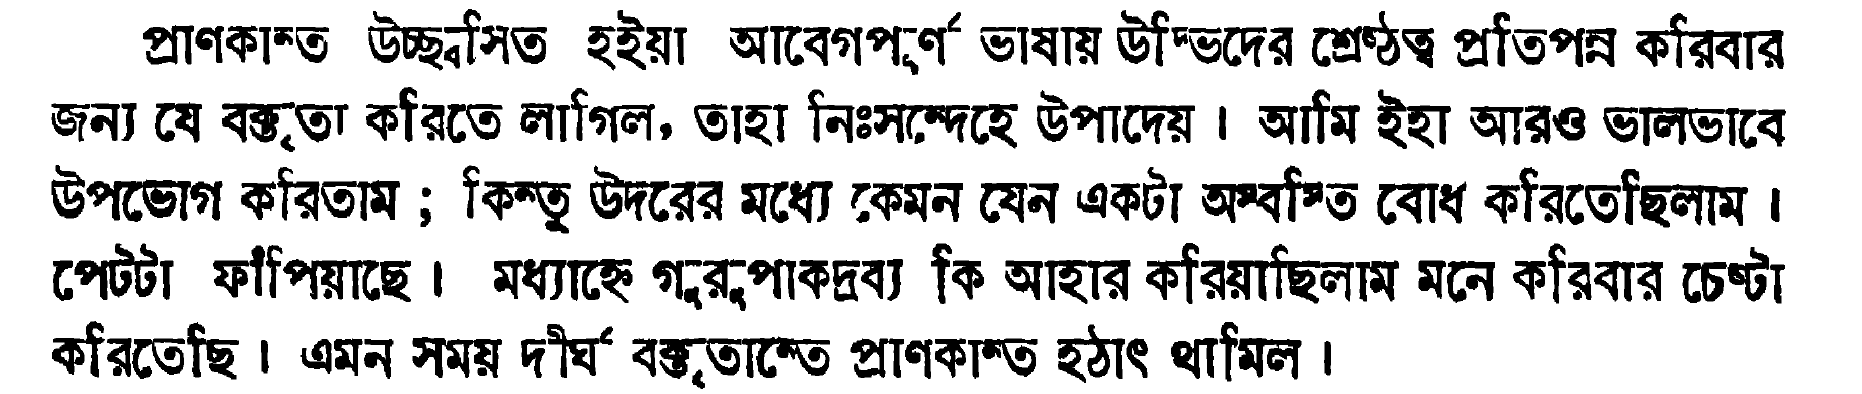 প্রাণকান্ত উচ্ছ্বসিত হইয়া আবেগপূর্ণ ভাষায় উদ্ভিদের শ্রেষ্ঠত্ব প্রতিপন্ন করিবার
জন্য যে বক্তৃতা করিতে লাগিল, তাহা নিঃসন্দেহে উপাদেয়। আমি ইহা আরও ভালভাবে
উপভোগ করিতাম; কিন্তু উদরের মধ্যে কেমন যেন একটা অস্বস্তি বোধ করিতেছিলাম।
পেটটা ফাঁপিয়াছে। মধ্যাহ্নে গুরুপাকদ্রব্য কি আহার করিয়াছিলাম মনে করিবার চেষ্টা
করিতেছি। এমন সময় দীর্ঘ বক্তৃতান্তে প্রাণকান্ত হঠাৎ থামিল।